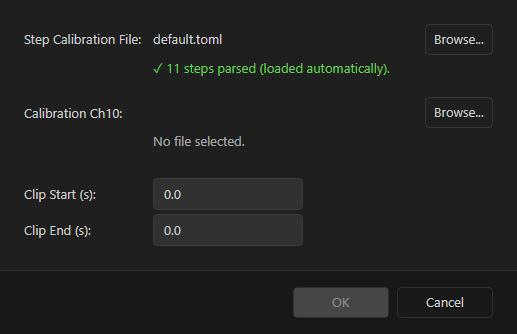 Step Calibration File: default.toml Browse...
✓ 11 steps parsed (loaded automatically).
Calibration Ch10: Browse...
No file selected.
Clip Start (s): 0.0
Clip End (s): 0.0
OK Cancel